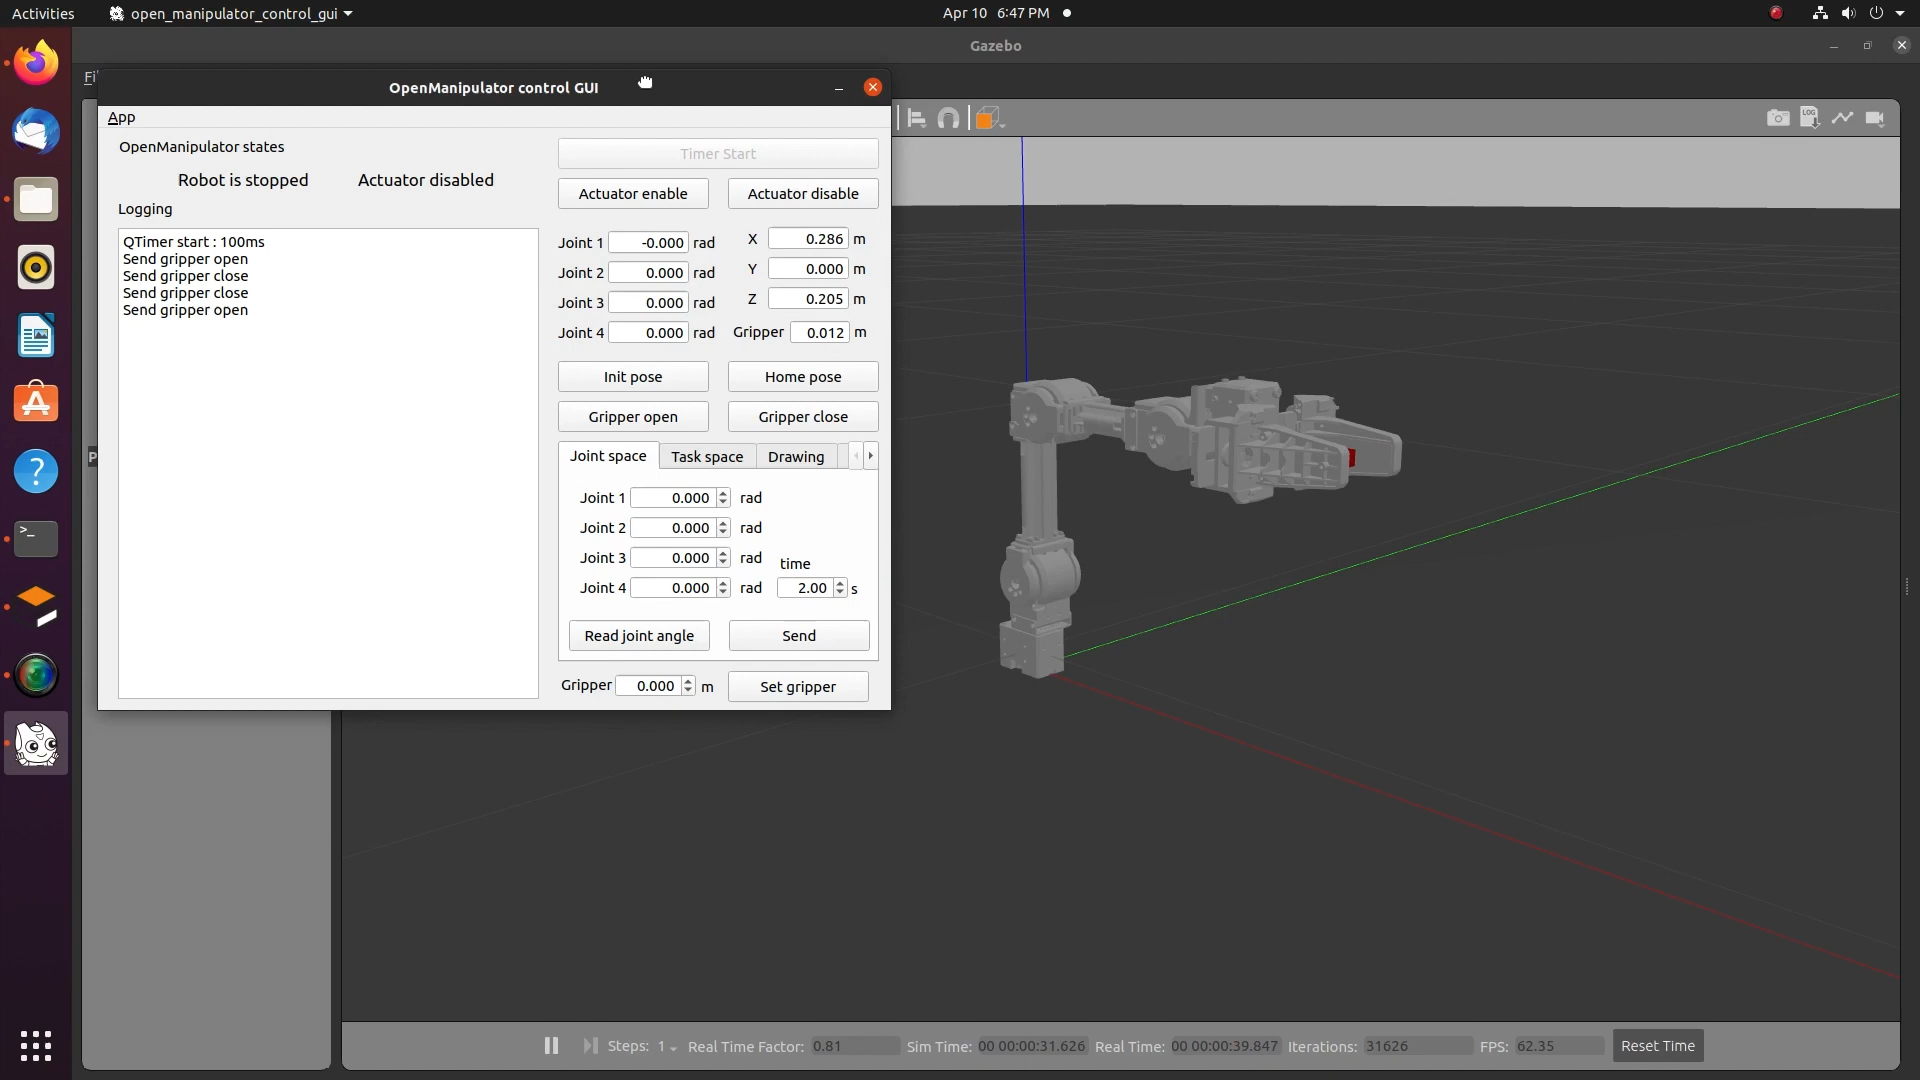 Activities open_manipulator_control_gui Apr 10 6:47 PM
Gazebo
Fi
OpenManipulator control GUI
App
OpenManipulator states
Timer Start
Robot is stopped Actuator disabled
Actuator enable Actuator disable
Logging
QTimer start : 100ms
Send gripper open
Send gripper close
Send gripper close
Send gripper open
Joint 1 -0.000 rad X 0.286 m
Joint 2 0.000 rad Y 0.000 m
Joint 3 0.000 rad Z 0.205 m
Joint 4 0.000 rad Gripper 0.012 m
Init pose Home pose
Gripper open Gripper close
Joint space Task space Drawing
P
Joint 1 0.000 rad
Joint 2 0.000 rad
Joint 3 0.000 rad time
Joint 4 0.000 rad 2.00 s
Read joint angle Send
Gripper 0.000 m Set gripper
LOG
Steps: 1 Real Time Factor: 0.81 Sim Time: 00 00:00:31.626 Real Time: 00 00:00:39.847 Iterations: 31626 FPS: 62.35 Reset Time